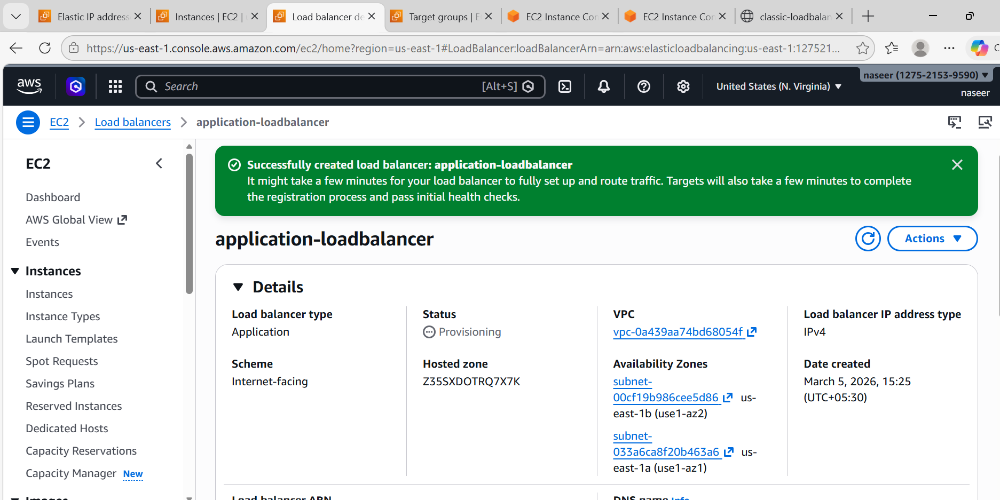 Elastic IP address
Instances | EC2 |
Load balancer de
Target groups | E
EC2 Instance Con
EC2 Instance Con
classic-loadbalan
https://us-east-1.console.aws.amazon.com/ec2/home?region=us-east-1#LoadBalancer:loadBalancerArn=arn:aws:elasticloadbalancing:us-east-1:127521...
aws
Search
[Alt+S]
United States (N. Virginia)
naseer (1275-2153-9590)
naseer
EC2
Load balancers
application-loadbalancer
EC2
Dashboard
AWS Global View
Events
Instances
Instances
Instance Types
Launch Templates
Spot Requests
Savings Plans
Reserved Instances
Dedicated Hosts
Capacity Reservations
Capacity Manager New
Images
Successfully created load balancer: application-loadbalancer
It might take a few minutes for your load balancer to fully set up and route traffic. Targets will also take a few minutes to complete
the registration process and pass initial health checks.
application-loadbalancer
Actions
Details
Load balancer type
Application
Status
Provisioning
VPC
vpc-0a439aa74bd68054f
Load balancer IP address type
IPv4
Scheme
Internet-facing
Hosted zone
Z35SXDOTRQ7X7K
Availability Zones
subnet-
00cf19b986cee5d86 us-
east-1b (use1-az2)
subnet-
033a6ca8f20b463a6 us-
east-1a (use1-az1)
Date created
March 5, 2026, 15:25
(UTC+05:30)
Load balancer ARN
DNS name Info